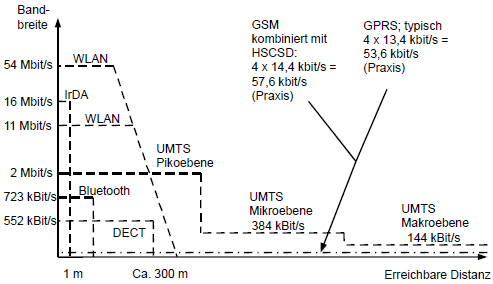 Band-
breite
GSM
kombiniert mit
HSCSD:
4 x 14,4 kbit/s =
57,6 kbit/s
(Praxis)
GPRS; typisch
4 x 13,4 kbit/s =
53,6 kbit/s
(Praxis)
54 Mbit/s
WLAN
16 Mbit/s
IrDA
11 Mbit/s
WLAN
UMTS
Pikoebene
2 Mbit/s
723 kBit/s
Bluetooth
552 kBit/s
DECT
UMTS
Mikroebene
384 kBit/s
UMTS
Makroebene
144 kBit/s
1 m
Ca. 300 m
Erreichbare Distanz